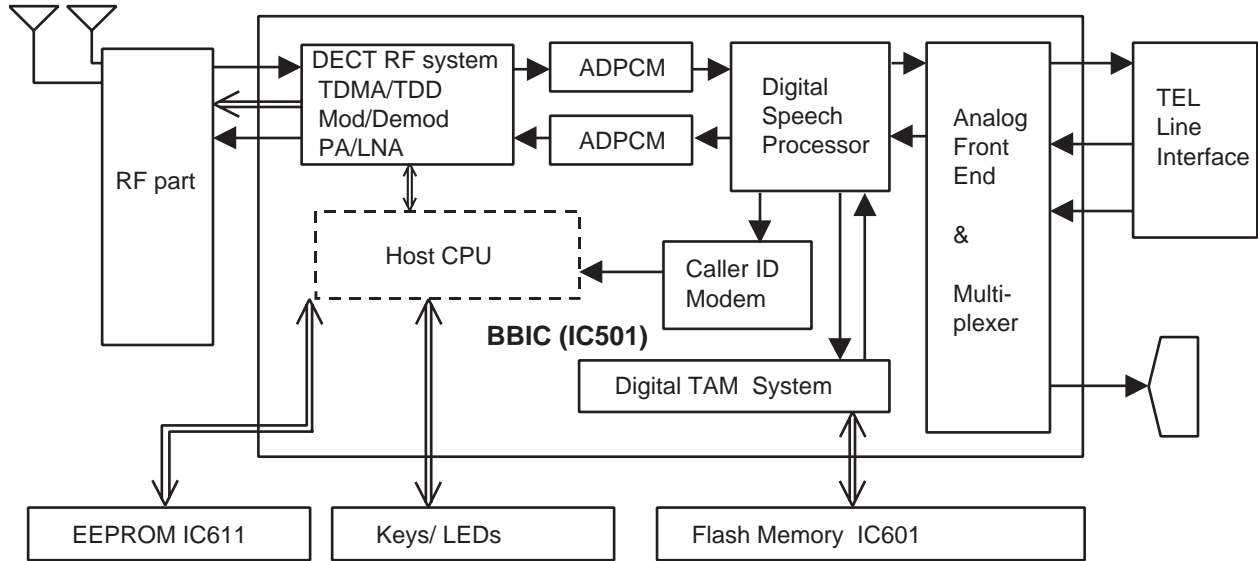 RF part
DECT RF system
TDMA/TDD
Mod/Demod
PA/LNA
ADPCM
ADPCM
Digital
Speech
Processor
Analog
Front
End
&
Multi-
plexer
TEL
Line
Interface
Host CPU
Caller ID
Modem
BBIC (IC501)
Digital TAM System
EEPROM IC611
Keys/ LEDs
Flash Memory IC601